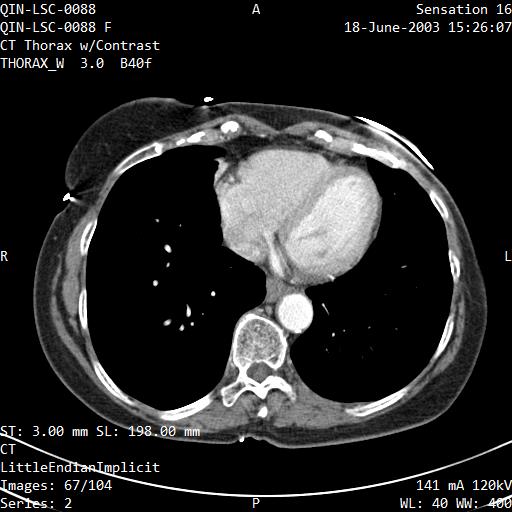 QIN-LSC-0088 A Sensation 16
QIN-LSC-0088 F 18-June-2003 15:26:07
CT Thorax w/Contrast
THORAX_W 3.0 B40f
R L
ST: 3.00 mm SL: 198.00 mm
CT
LittleEndianImplicit
Images: 67/104 141 mA 120kV
Series: 2 P WL: 40 WW: 400